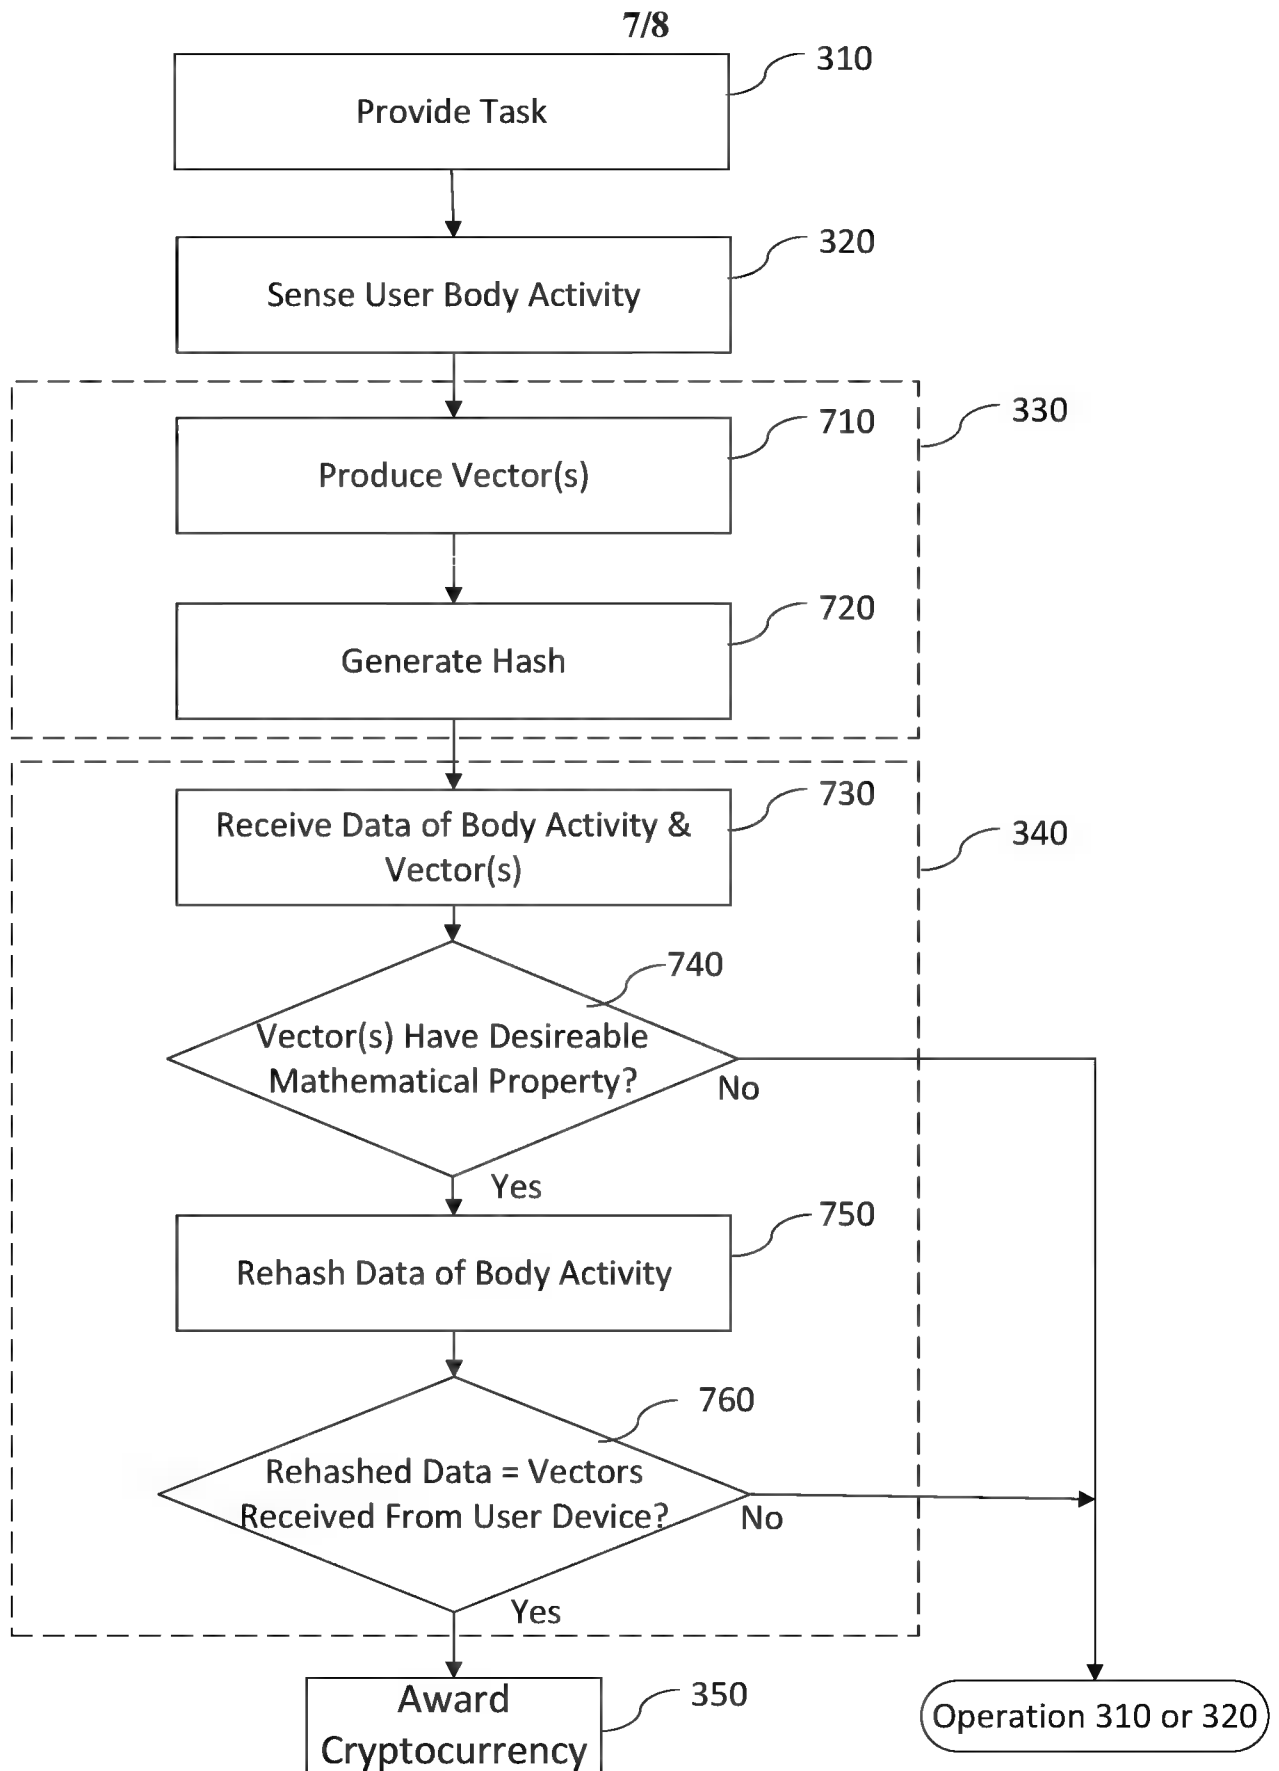 7/8
310
Provide Task
320
Sense User Body Activity
330
710
Produce Vector(s)
720
Generate Hash
730
Receive Data of Body Activity &
Vector(s)
340
740
Vector(s) Have Desireable
Mathematical Property?
No
Yes
750
Rehash Data of Body Activity
760
Rehashed Data = Vectors
Received From User Device?
No
Yes
350
Award
Cryptocurrency
Operation 310 or 320